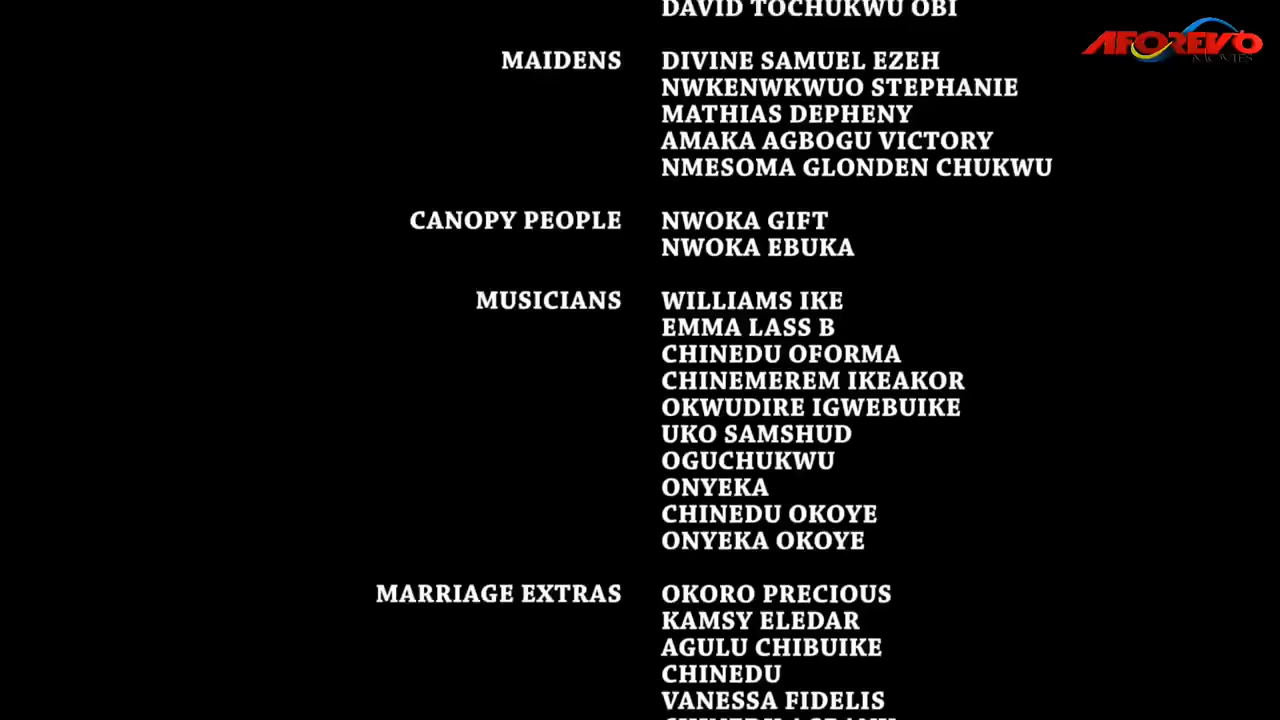 DAVID TOCHUKWU OBI
AFOREVO
MOVIES
MAIDENS DIVINE SAMUEL EZEH
NWKENWKWUO STEPHANIE
MATHIAS DEPHENY
AMAKA AGBOGU VICTORY
NMESOMA GLONDEN CHUKWU
CANOPY PEOPLE NWOKA GIFT
NWOKA EBUKA
MUSICIANS WILLIAMS IKE
EMMA LASS B
CHINEDU OFORMA
CHINEMEREM IKEAKOR
OKWUDIRE IGWEBUIKE
UKO SAMSHUD
OGUCHUKWU
ONYEKA
CHINEDU OKOYE
ONYEKA OKOYE
MARRIAGE EXTRAS OKORO PRECIOUS
KAMSY ELEDAR
AGULU CHIBUIKE
CHINEDU
VANESSA FIDELIS